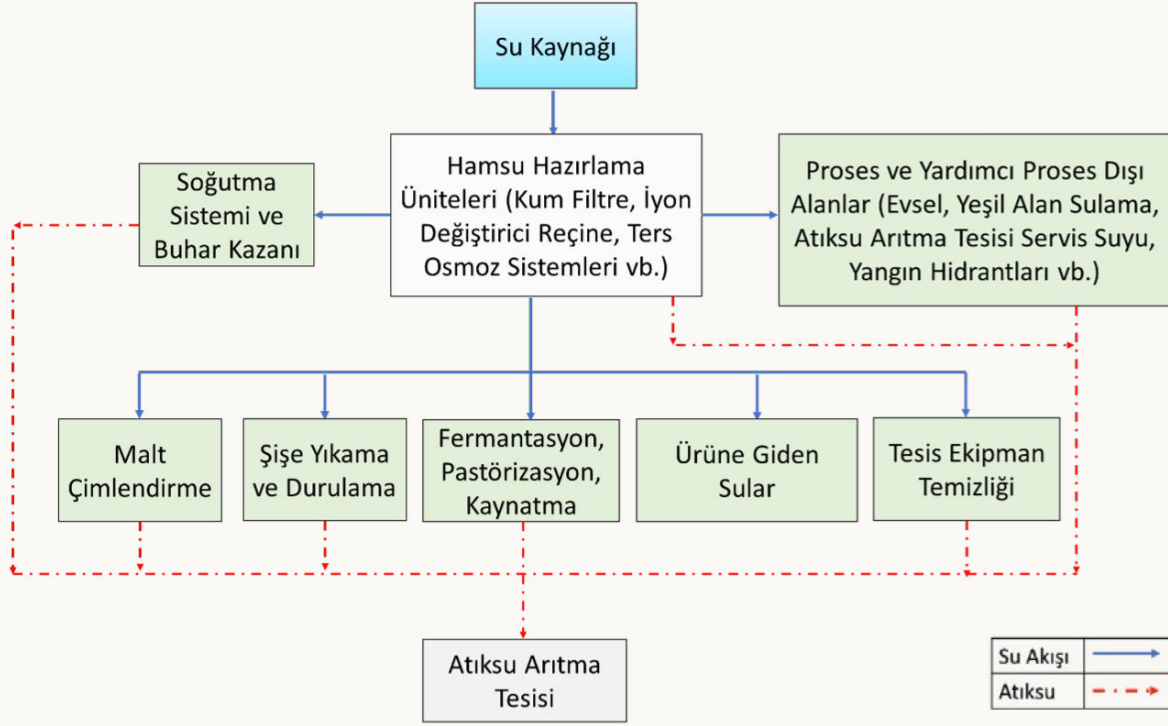 Su Kaynağı
Hamsu Hazırlama
Üniteleri (Kum Filtre, İyon
Değiştirici Reçine, Ters
Osmoz Sistemleri vb.)
Soğutma
Sistemi ve
Buhar Kazanı
Proses ve Yardımcı Proses Dışı
Alanlar (Evsel, Yeşil Alan Sulama,
Atıksu Arıtma Tesisi Servis Suyu,
Yangın Hidrantları vb.)
Malt
Çimlendirme
Şişe Yıkama
ve Durulama
Fermantasyon,
Pastörizasyon,
Kaynatma
Ürüne Giden
Sular
Tesis Ekipman
Temizliği
Atıksu Arıtma
Tesisi
Su Akışı
Atıksu